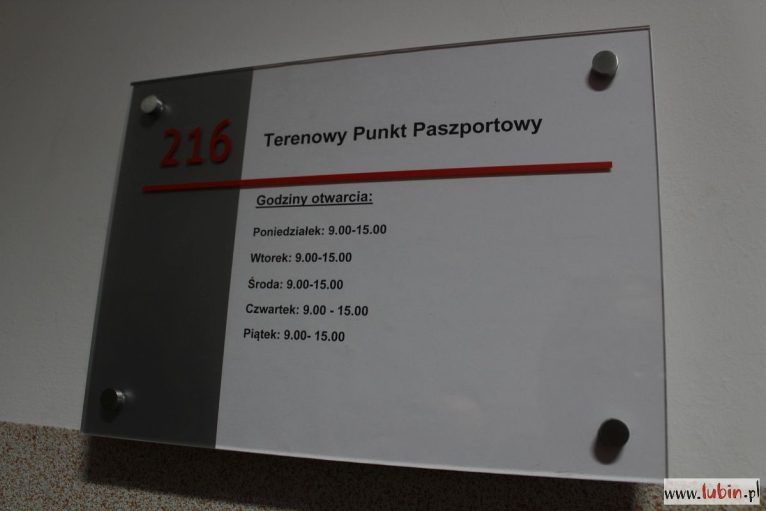 216
Terenowy Punkt Paszportowy
Godziny otwarcia:
Poniedziałek: 9.00-15.00
Wtorek: 9.00-15.00
Środa: 9.00-15.00
Czwartek: 9.00 - 15.00
Piątek: 9.00- 15.00
www.lubin.pl